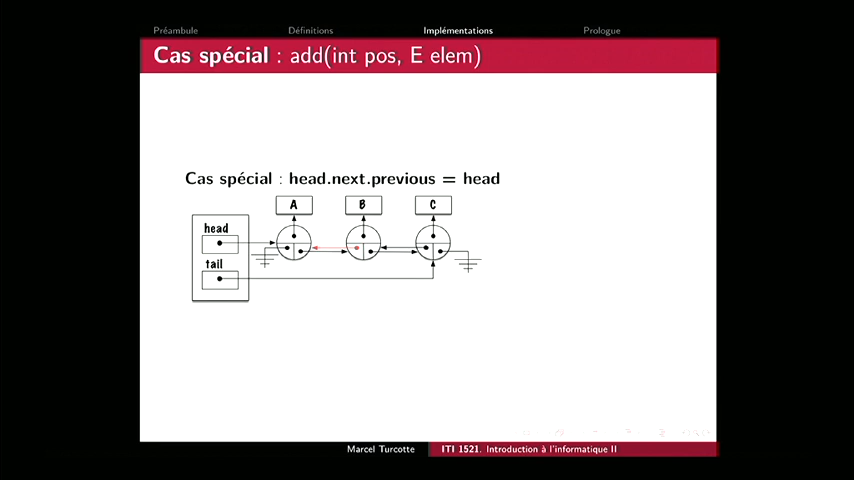 Préambule Définitions Implémentations Prologue
Cas spécial : add(int pos, E elem)
Cas spécial : head.next.previous = head
A B C
head
tail
Marcel Turcotte ITI 1521. Introduction à l'informatique II